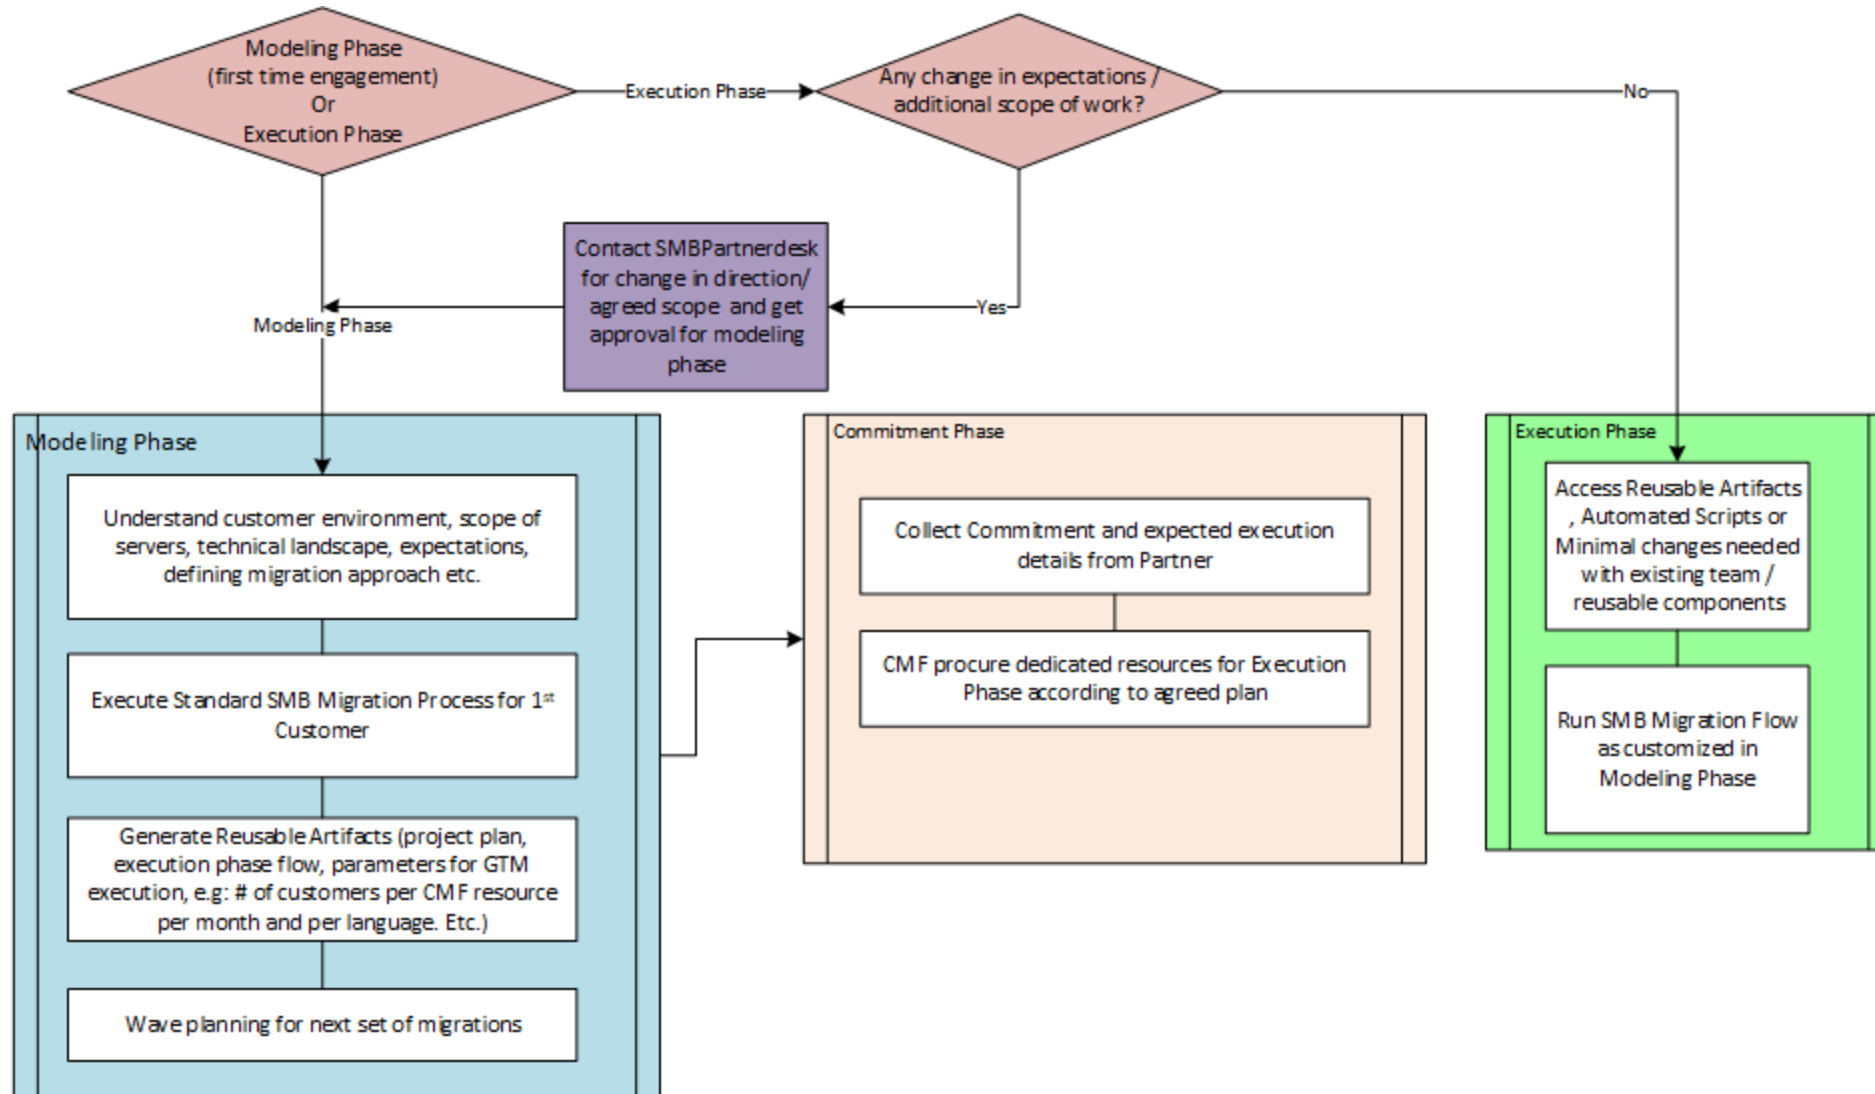 Modeling Phase
(first time engagement)
Or
Execution Phase
Execution Phase
Any change in expectations /
additional scope of work?
No
Contact SMBPartnerdesk
for change in direction/
agreed scope and get
approval for modeling
phase
Yes
Modeling Phase
Modeling Phase
Understand customer environment, scope of
servers, technical landscape, expectations,
defining migration approach etc.
Execute Standard SMB Migration Process for 1st
Customer
Generate Reusable Artifacts (project plan,
execution phase flow, parameters for GTM
execution, e.g: # of customers per CMF resource
per month and per language. Etc.)
Wave planning for next set of migrations
Commitment Phase
Collect Commitment and expected execution
details from Partner
CMF procure dedicated resources for Execution
Phase according to agreed plan
Execution Phase
Access Reusable Artifacts
, Automated Scripts or
Minimal changes needed
with existing team /
reusable components
Run SMB Migration Flow
as customized in
Modeling Phase